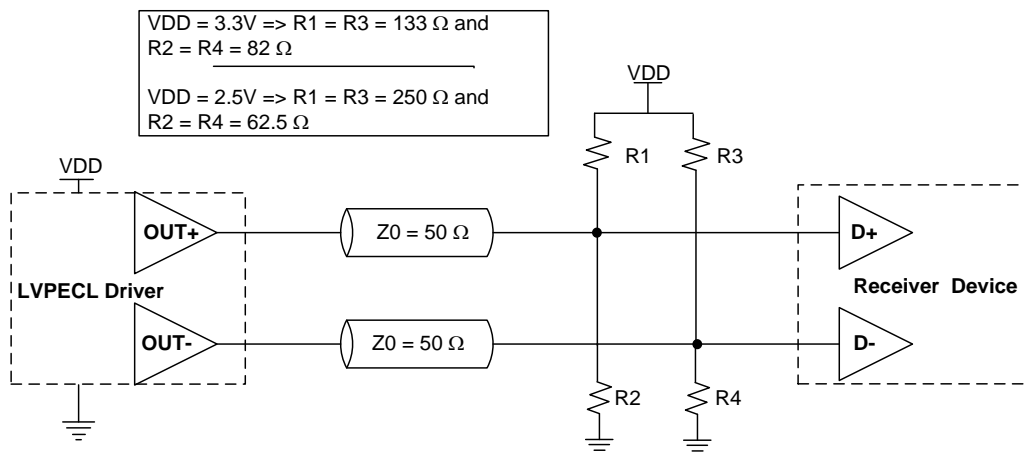 VDD = 3.3V => R1 = R3 = 133 Ω and
R2 = R4 = 82 Ω
VDD = 2.5V => R1 = R3 = 250 Ω and
R2 = R4 = 62.5 Ω
VDD
VDD
R1
R3
OUT+
Z0 = 50 Ω
D+
LVPECL Driver
Receiver Device
OUT-
Z0 = 50 Ω
D-
R2
R4